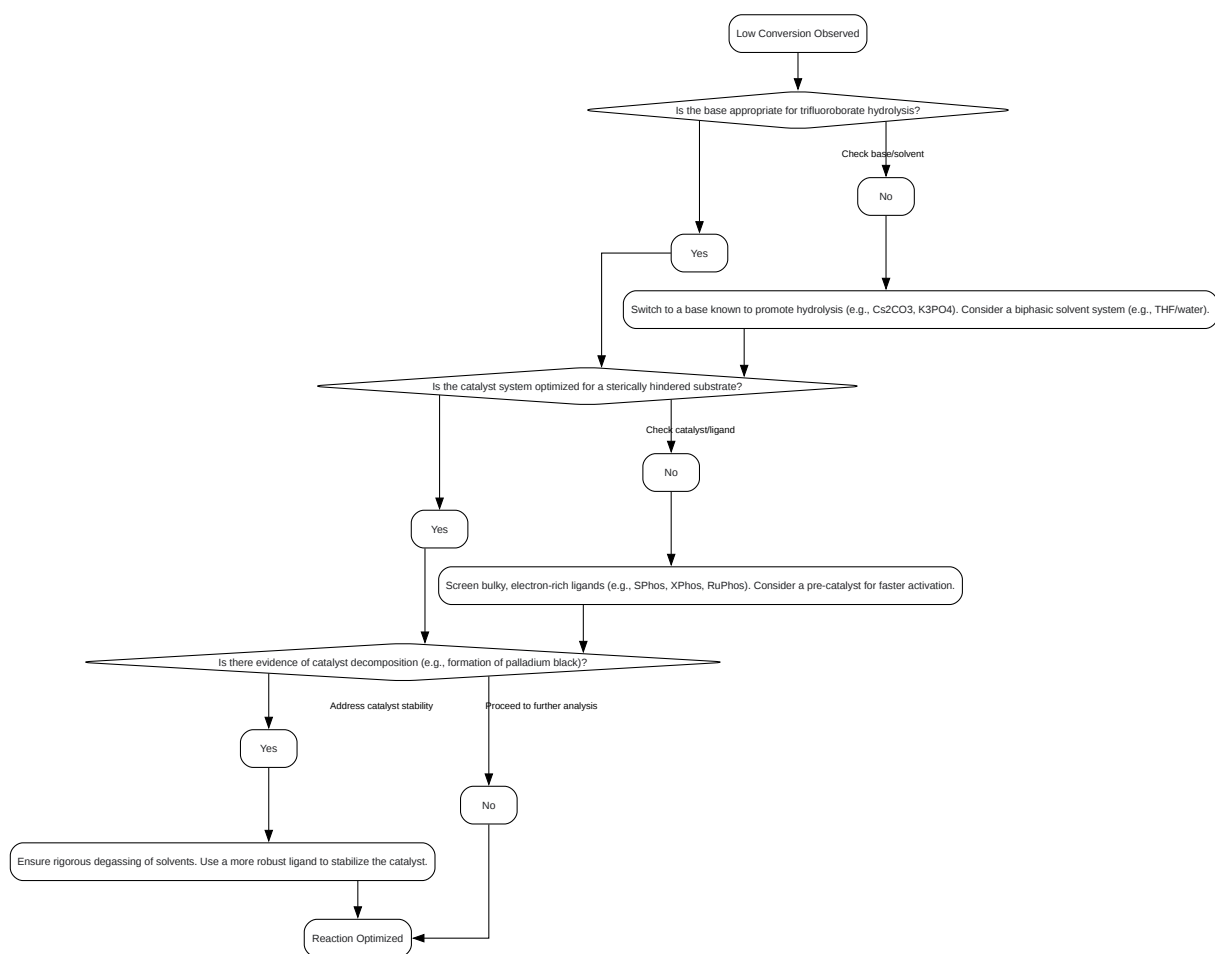 Low Conversion Observed
Is the base appropriate for trifluoroborate hydrolysis?
Check base/solvent
No
Yes
Switch to a base known to promote hydrolysis (e.g., Cs2CO3, K3PO4). Consider a biphasic solvent system (e.g., THF/water).
Is the catalyst system optimized for a sterically hindered substrate?
Check catalyst/ligand
No
Yes
Screen bulky, electron-rich ligands (e.g., SPhos, XPhos, RuPhos). Consider a pre-catalyst for faster activation.
Is there evidence of catalyst decomposition (e.g., formation of palladium black)?
Address catalyst stability
Proceed to further analysis
Yes
No
Ensure rigorous degassing of solvents. Use a more robust ligand to stabilize the catalyst.
Reaction Optimized